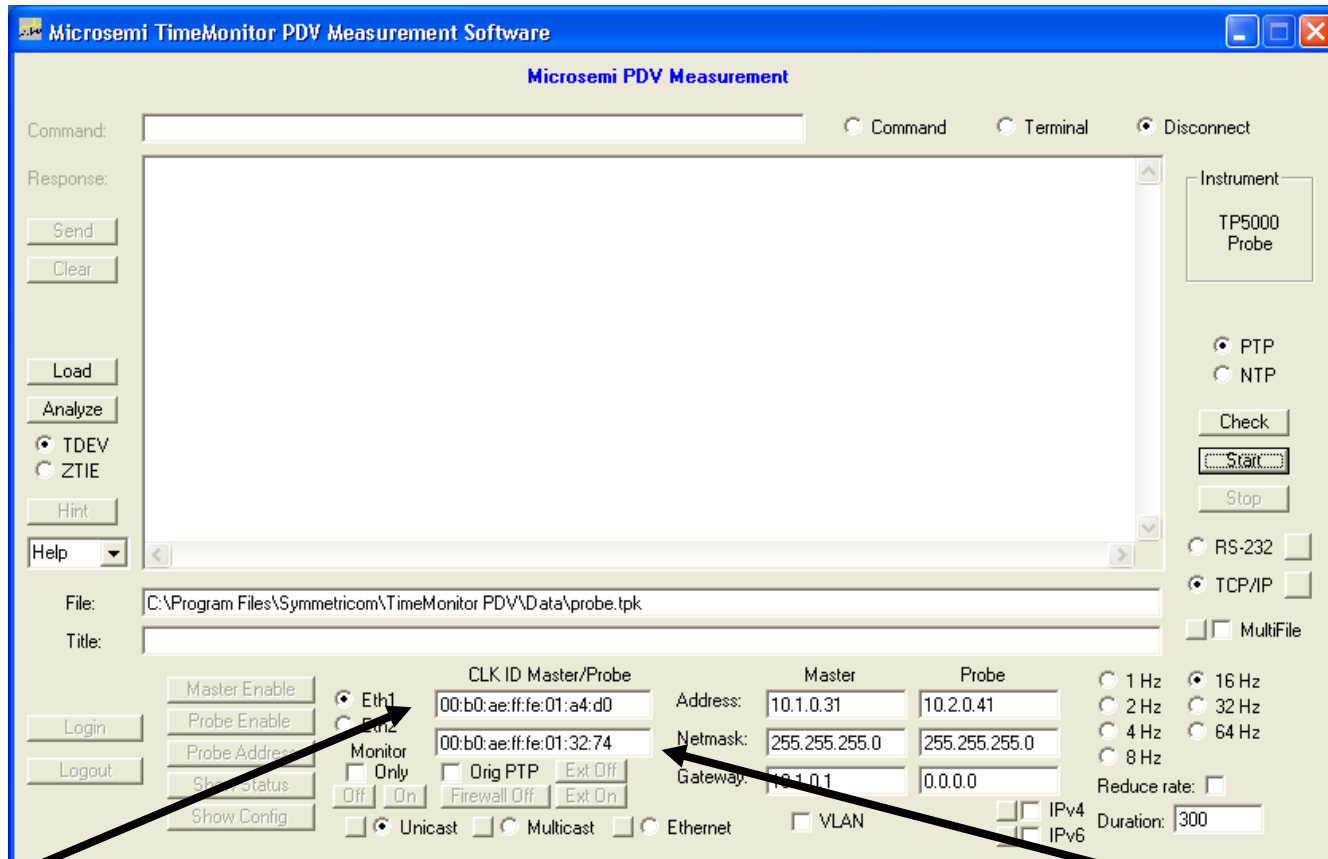 Microsemi TimeMonitor PDV Measurement Software
Microsemi PDV Measurement
Command:
Command
Terminal
Disconnect
Response:
Instrument
TP5000
Probe
Send
Clear
PTP
NTP
Load
Analyze
Check
TDEV
ZTIE
Start
Hint
Stop
Help
RS-232
TCP/IP
File: C:\Program Files\Symmetricom\TimeMonitor PDV\Data\probe.tpk
MultiFile
Title:
CLK ID Master/Probe
Master
Probe
Master Enable
Eth1
00:b0:ae:ff:fe:01:a4:d0
Address: 10.1.0.31 10.2.0.41
1 Hz 16 Hz
Login
Probe Enable
Eth2
2 Hz 32 Hz
Probe Address
Monitor
00:b0:ae:ff:fe:01:32:74
Netmask: 255.255.255.0 255.255.255.0
4 Hz 64 Hz
8 Hz
Logout
Show Status
Only
Orig PTP
Ext Off
Gateway: 10.1.0.1 0.0.0.0
Reduce rate:
Off On
Firewall Off
Ext On
Show Config
Unicast
Multicast
Ethernet
VLAN
IPv4
IPv6
Duration: 300